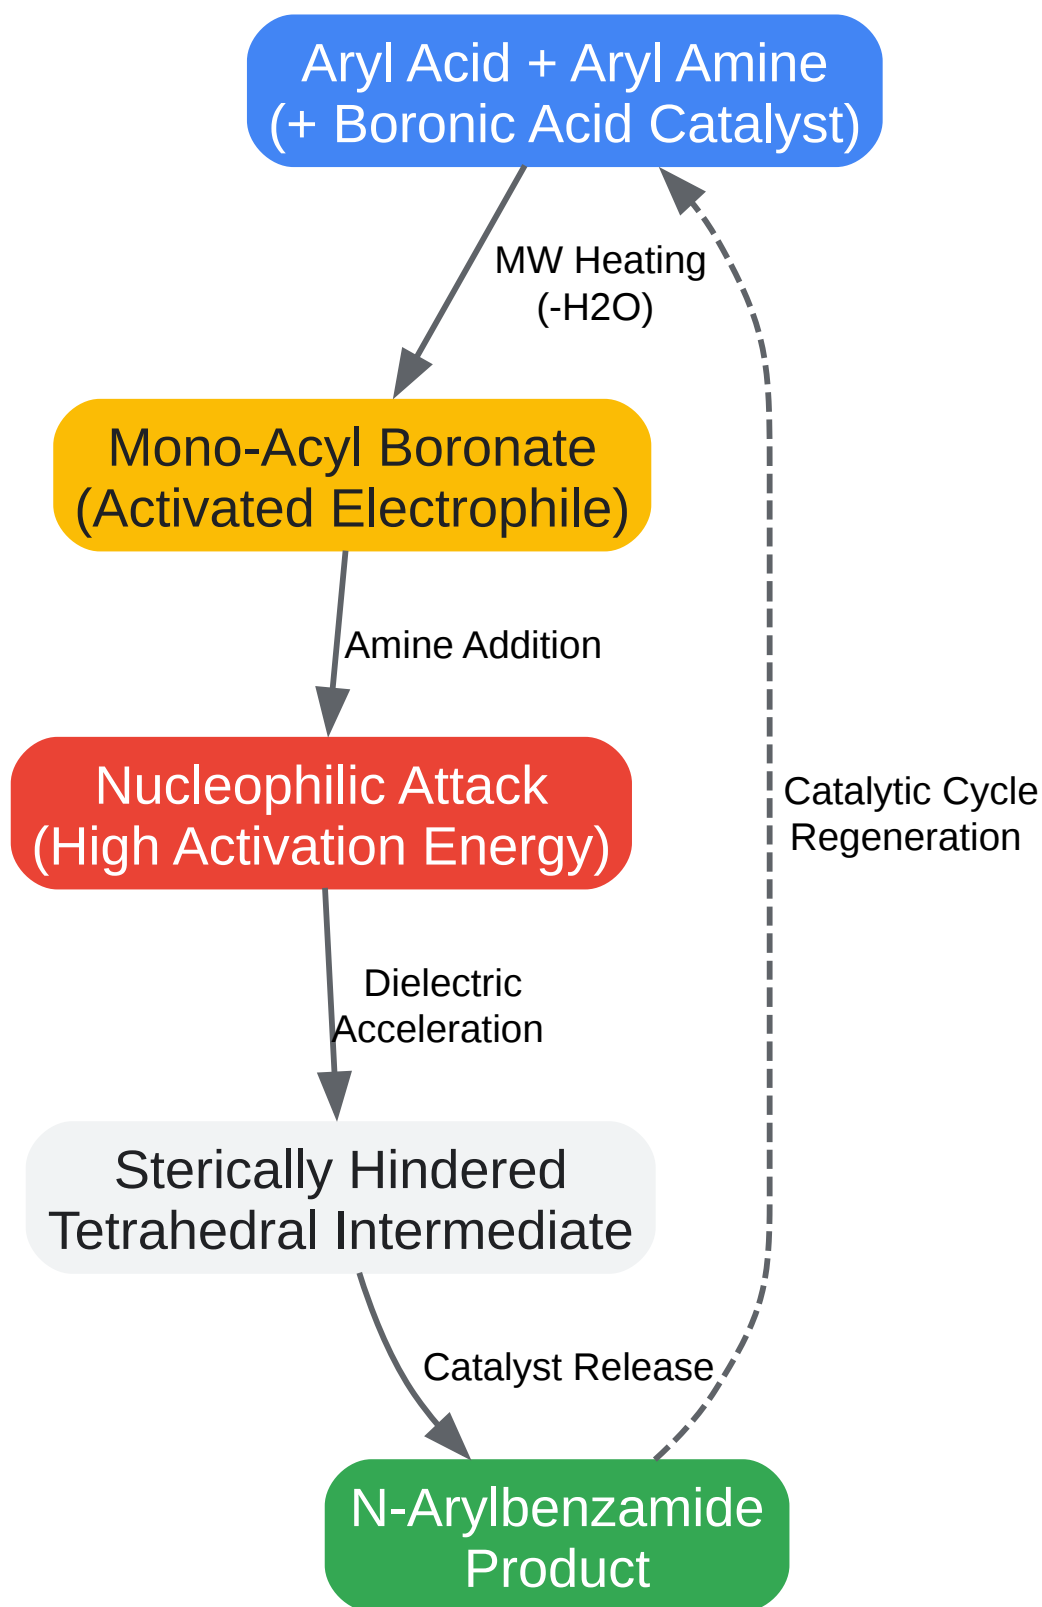 Aryl Acid + Aryl Amine
(+ Boronic Acid Catalyst)
MW Heating
(-H2O)
Mono-Acyl Boronate
(Activated Electrophile)
Amine Addition
Nucleophilic Attack
(High Activation Energy)
Catalytic Cycle
Regeneration
Dielectric
Acceleration
Sterically Hindered
Tetrahedral Intermediate
Catalyst Release
N-Arylbenzamide
Product